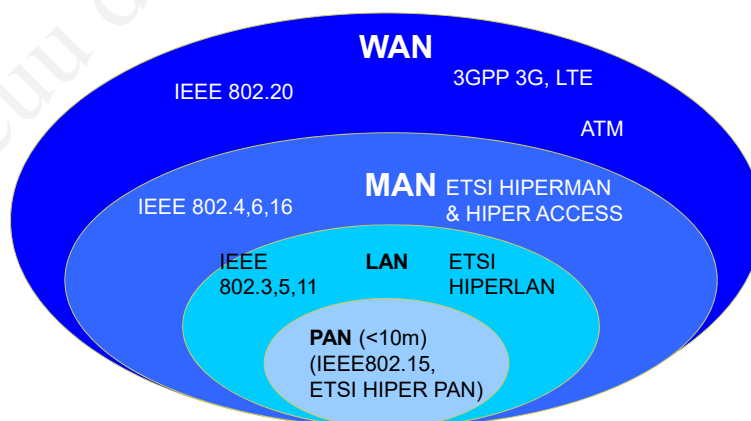 WAN
3GPP 3G, LTE
IEEE 802.20
ATM
MAN ETSI HIPERMAN
& HIPER ACCESS
IEEE 802.4,6,16
IEEE LAN ETSI
802.3,5,11 HIPERLAN
PAN (<10m)
(IEEE802.15,
ETSI HIPER PAN)